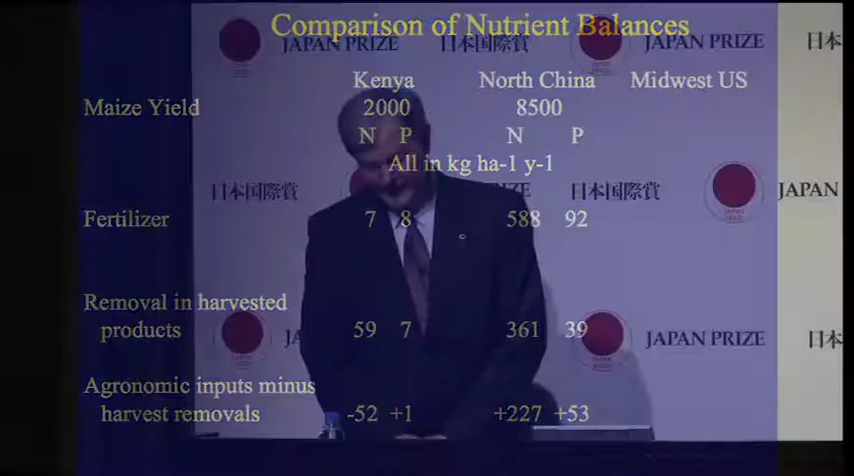 Comparison of Nutrient Balances
JAPAN PRIZE 日本国際賞 JAPAN PRIZE 日本
Kenya North China Midwest US
Maize Yield 2000 8500
N P N P
All in kg ha-1 y-1
日本国際賞 日本国際賞 JAPAN
Fertilizer 7 8 588 92
Removal in harvested
products 59 7 361 39
JAPAN PRIZE 日本
Agronomic inputs minus
harvest removals -52 +1 +227 +53